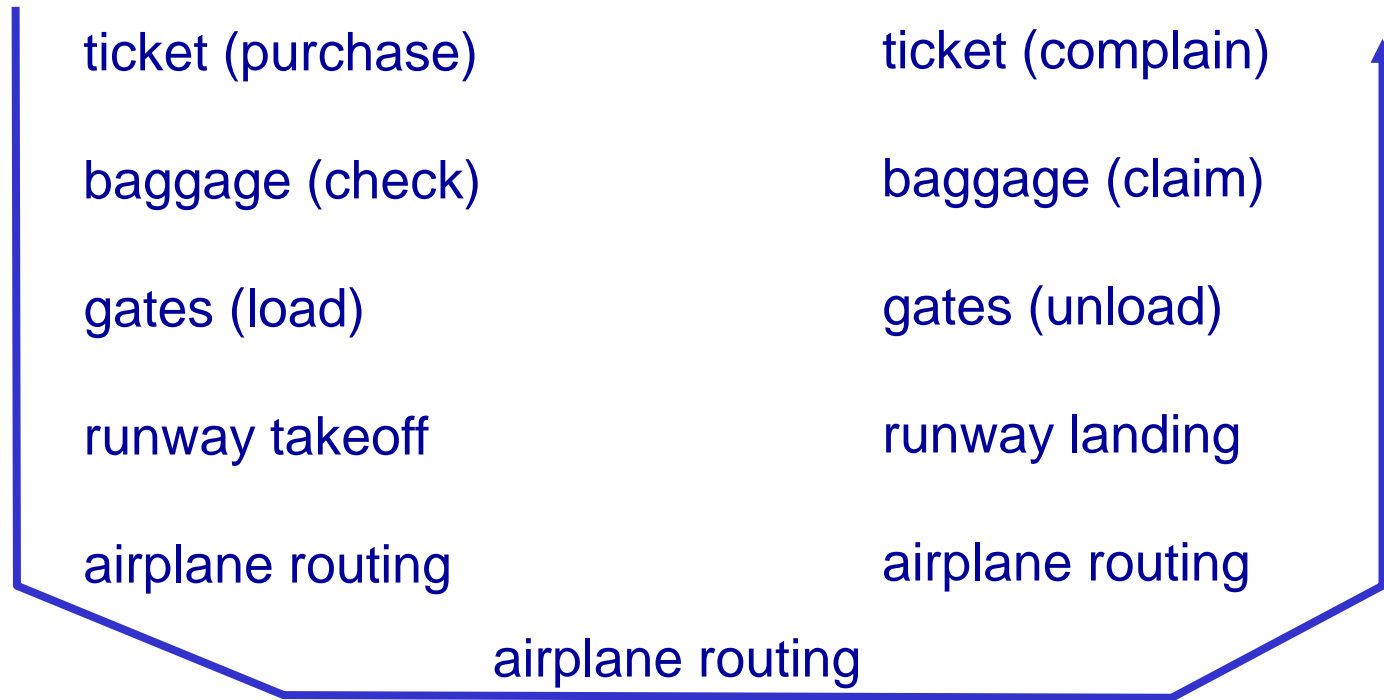 ticket (purchase)
baggage (check)
gates (load)
runway takeoff
airplane routing
airplane routing
ticket (complain)
baggage (claim)
gates (unload)
runway landing
airplane routing